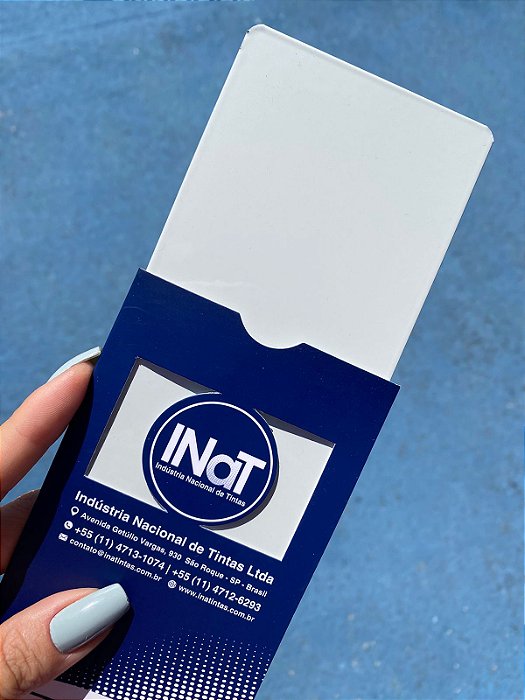 INaT
Indústria Nacional de Tintas
Indústria Nacional de Tintas Ltda
Avenida Getúllo Vargas, 930 São Roque - SP - Brasil
+55 (11) 4713-1074 | +55 (11) 4712-6293
contato@inatintas.com.br www.inatintas.com.br